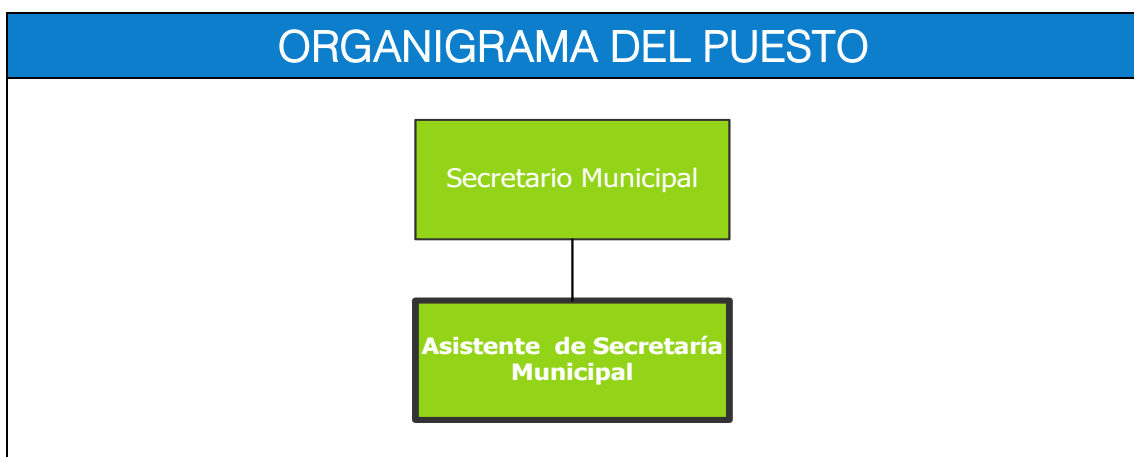 ORGANIGRAMA DEL PUESTO
Secretario Municipal
Asistente de Secretaría
Municipal